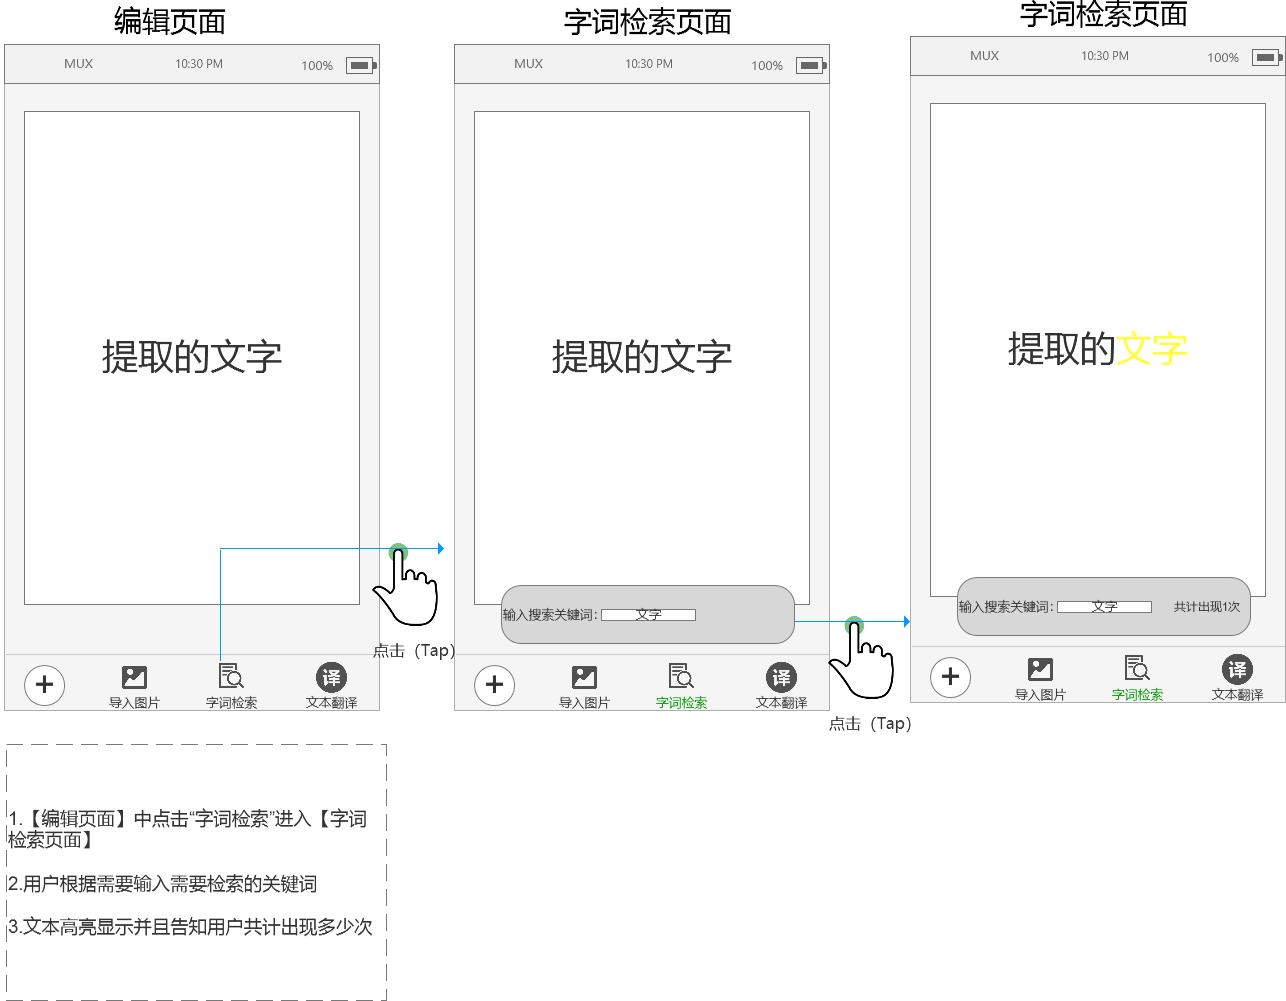 编辑页面
MUX 10:30 PM 100%
提取的文字
导入图片 字词检索 译 文本翻译
点击（Tap）
字词检索页面
MUX 10:30 PM 100%
提取的文字
输入搜索关键词： 文字
导入图片 字词检索 译 文本翻译
点击（Tap）
字词检索页面
MUX 10:30 PM 100%
提取的文字
输入搜索关键词： 文字 共计出现1次
导入图片 字词检索 译 文本翻译
1.【编辑页面】中点击“字词检索”进入【字词
检索页面】
2.用户根据需要输入需要检索的关键词
3.文本高亮显示并且告知用户共计出现多少次